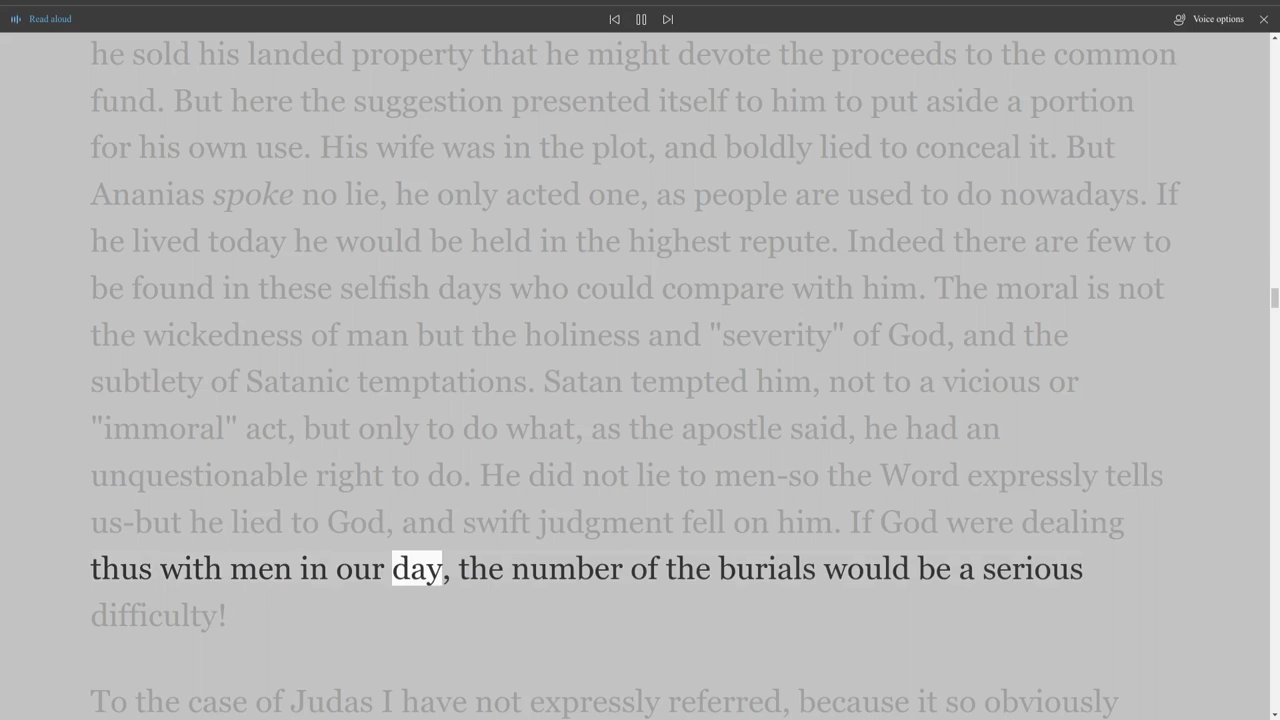 Read aloud
Voice options
he sold his landed property that he might devote the proceeds to the common
fund. But here the suggestion presented itself to him to put aside a portion
for his own use. His wife was in the plot, and boldly lied to conceal it. But
Ananias spoke no lie, he only acted one, as people are used to do nowadays. If
he lived today he would be held in the highest repute. Indeed there are few to
be found in these selfish days who could compare with him. The moral is not
the wickedness of man but the holiness and "severity" of God, and the
subtlety of Satanic temptations. Satan tempted him, not to a vicious or
"immoral" act, but only to do what, as the apostle said, he had an
unquestionable right to do. He did not lie to men-so the Word expressly tells
us-but he lied to God, and swift judgment fell on him. If God were dealing
thus with men in our day, the number of the burials would be a serious
difficulty!
To the case of Judas I have not expressly referred, because it so obviously